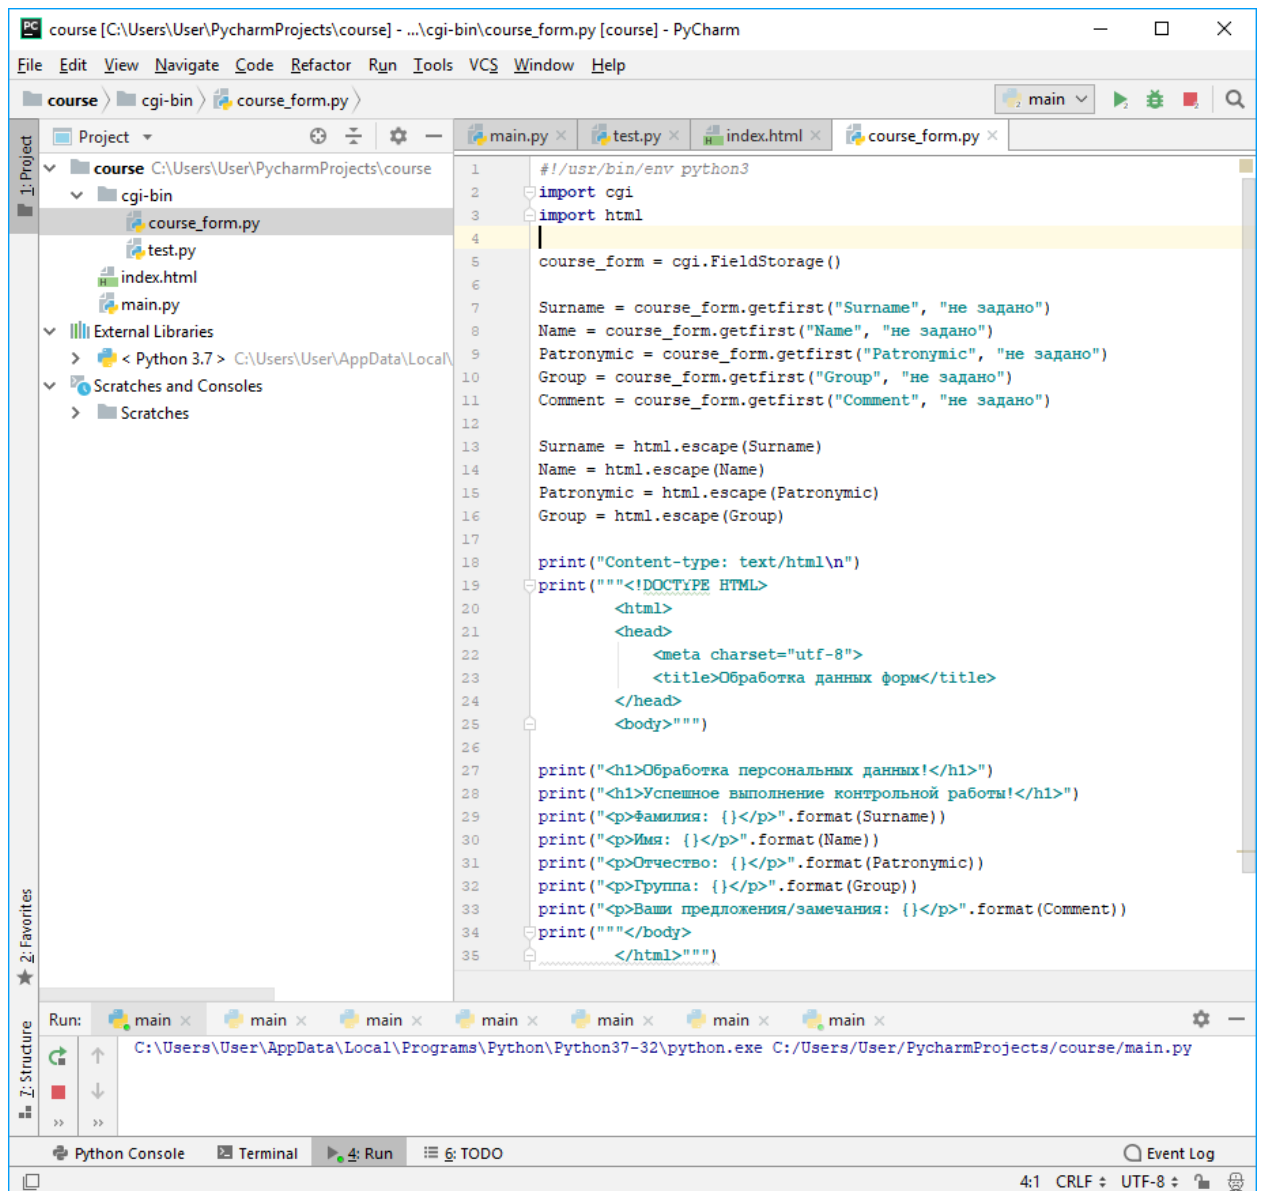 course [C:\Users\User\PycharmProjects\course] - ...\cgi-bin\course_form.py [course] - PyCharm
File Edit View Navigate Code Refactor Run Tools VCS Window Help
course cgi-bin course_form.py main
Project
main.py test.py index.html course_form.py
1: Project
course C:\Users\User\PycharmProjects\course
cgi-bin
course_form.py
test.py
index.html
main.py
External Libraries
< Python 3.7 > C:\Users\User\AppData\Local\
Scratches and Consoles
Scratches
1 #!/usr/bin/env python3
2 import cgi
3 import html
4
5 course_form = cgi.FieldStorage()
6
7 Surname = course_form.getfirst("Surname", "не задано")
8 Name = course_form.getfirst("Name", "не задано")
9 Patronymic = course_form.getfirst("Patronymic", "не задано")
10 Group = course_form.getfirst("Group", "не задано")
11 Comment = course_form.getfirst("Comment", "не задано")
12
13 Surname = html.escape(Surname)
14 Name = html.escape(Name)
15 Patronymic = html.escape(Patronymic)
16 Group = html.escape(Group)
17
18 print("Content-type: text/html\n")
19 print("""<!DOCTYPE HTML>
20 <html>
21 <head>
22 <meta charset="utf-8">
23 <title>Обработка данных форм</title>
24 </head>
25 <body>""")
26
27 print("<h1>Обработка персональных данных!</h1>")
28 print("<h1>Успешное выполнение контрольной работы!</h1>")
29 print("<p>Фамилия: {}</p>".format(Surname))
30 print("<p>Имя: {}</p>".format(Name))
31 print("<p>Отчество: {}</p>".format(Patronymic))
32 print("<p>Группа: {}</p>".format(Group))
33 print("<p>Ваши предложения/замечания: {}</p>".format(Comment))
34 print("""</body>
35 </html>""")
2: Favorites
7: Structure
Run: main main main main main main main
C:\Users\User\AppData\Local\Programs\Python\Python37-32\python.exe C:/Users/User/PycharmProjects/course/main.py
Python Console Terminal 4: Run 6: TODO Event Log
4:1 CRLF UTF-8